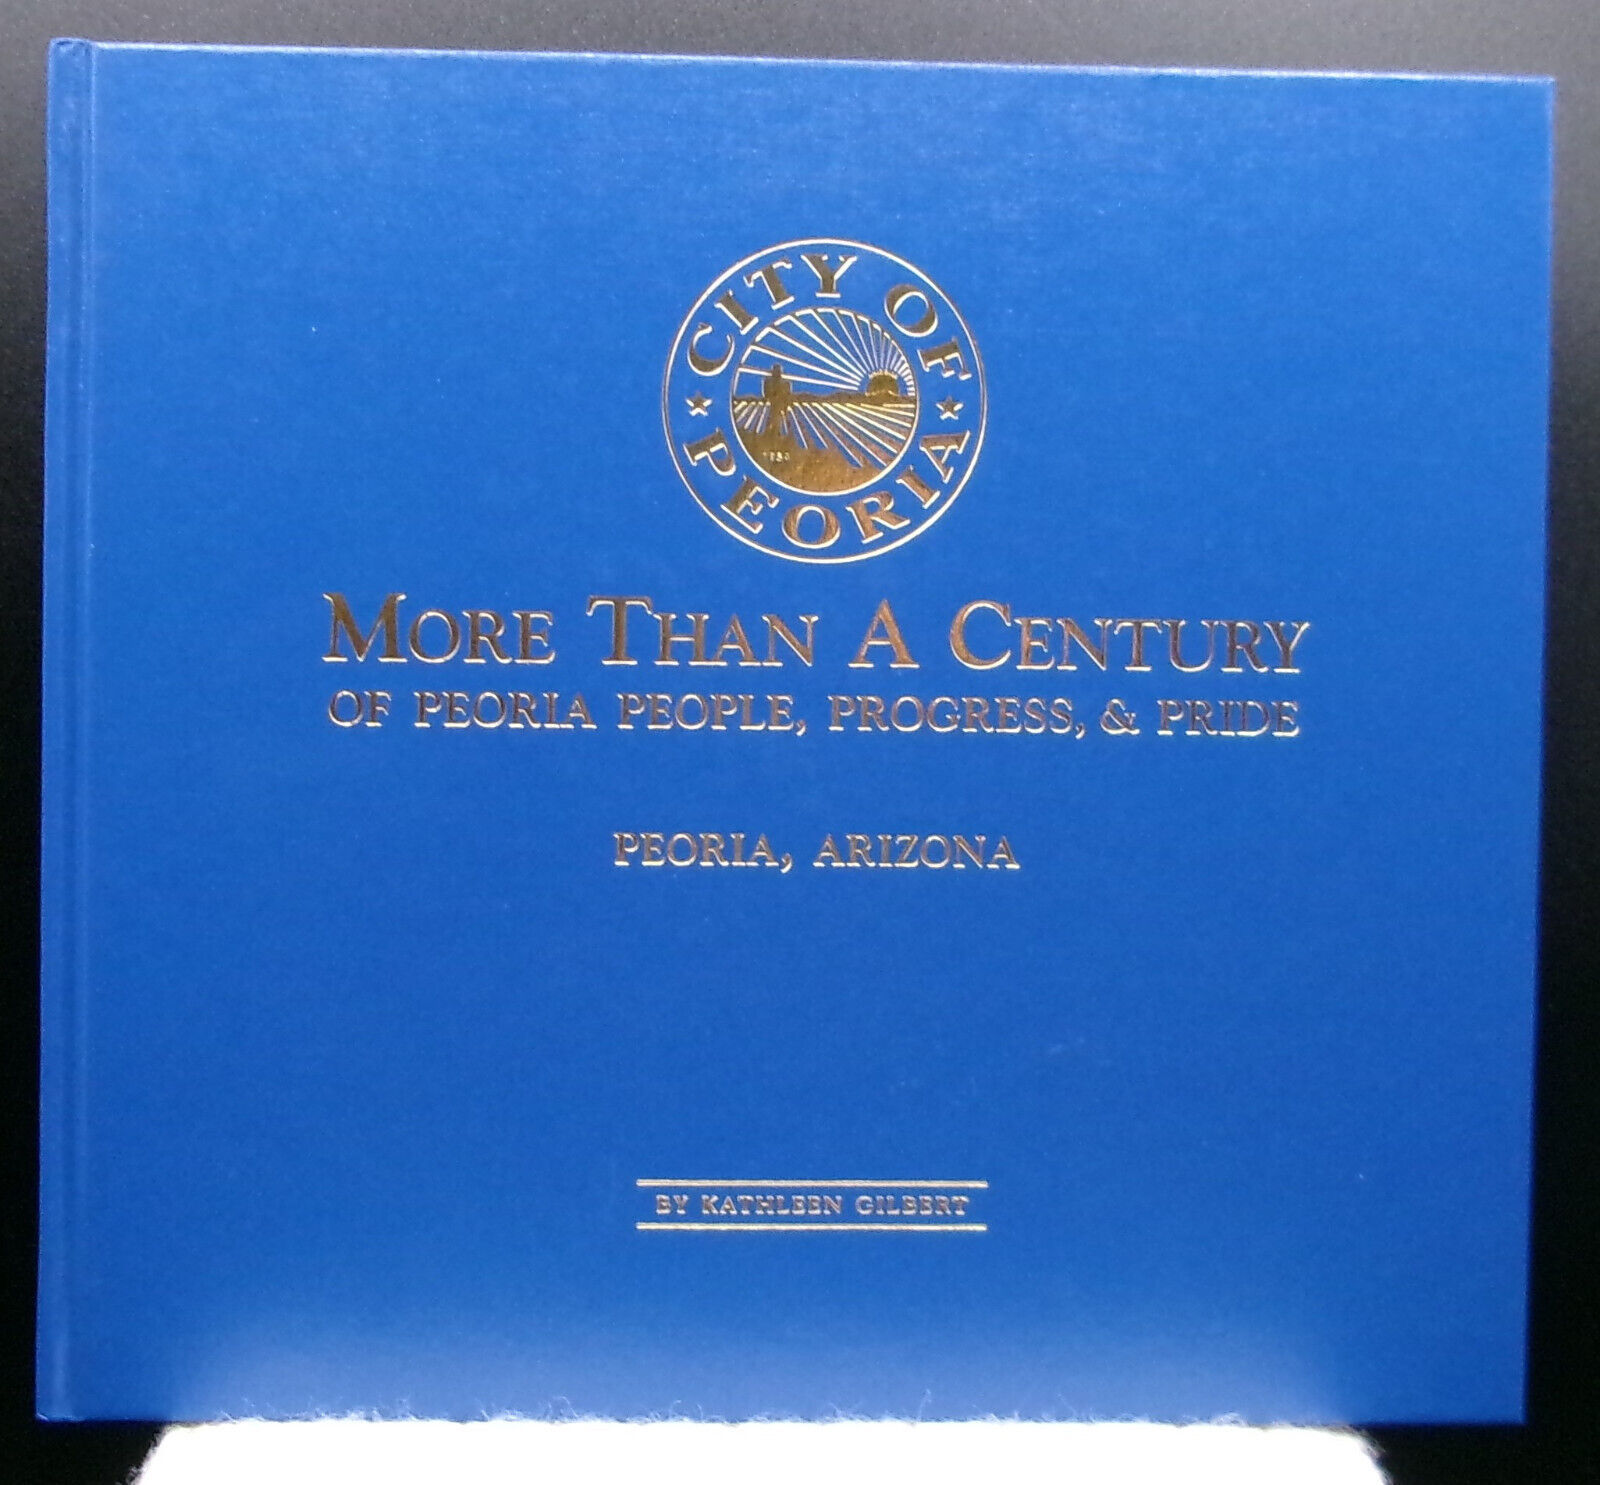 CITY OF
PEORIA
MORE THAN A CENTURY
OF PEORIA PEOPLE, PROGRESS, & PRIDE
PEORIA, ARIZONA
BY KATHLEEN GILBERT